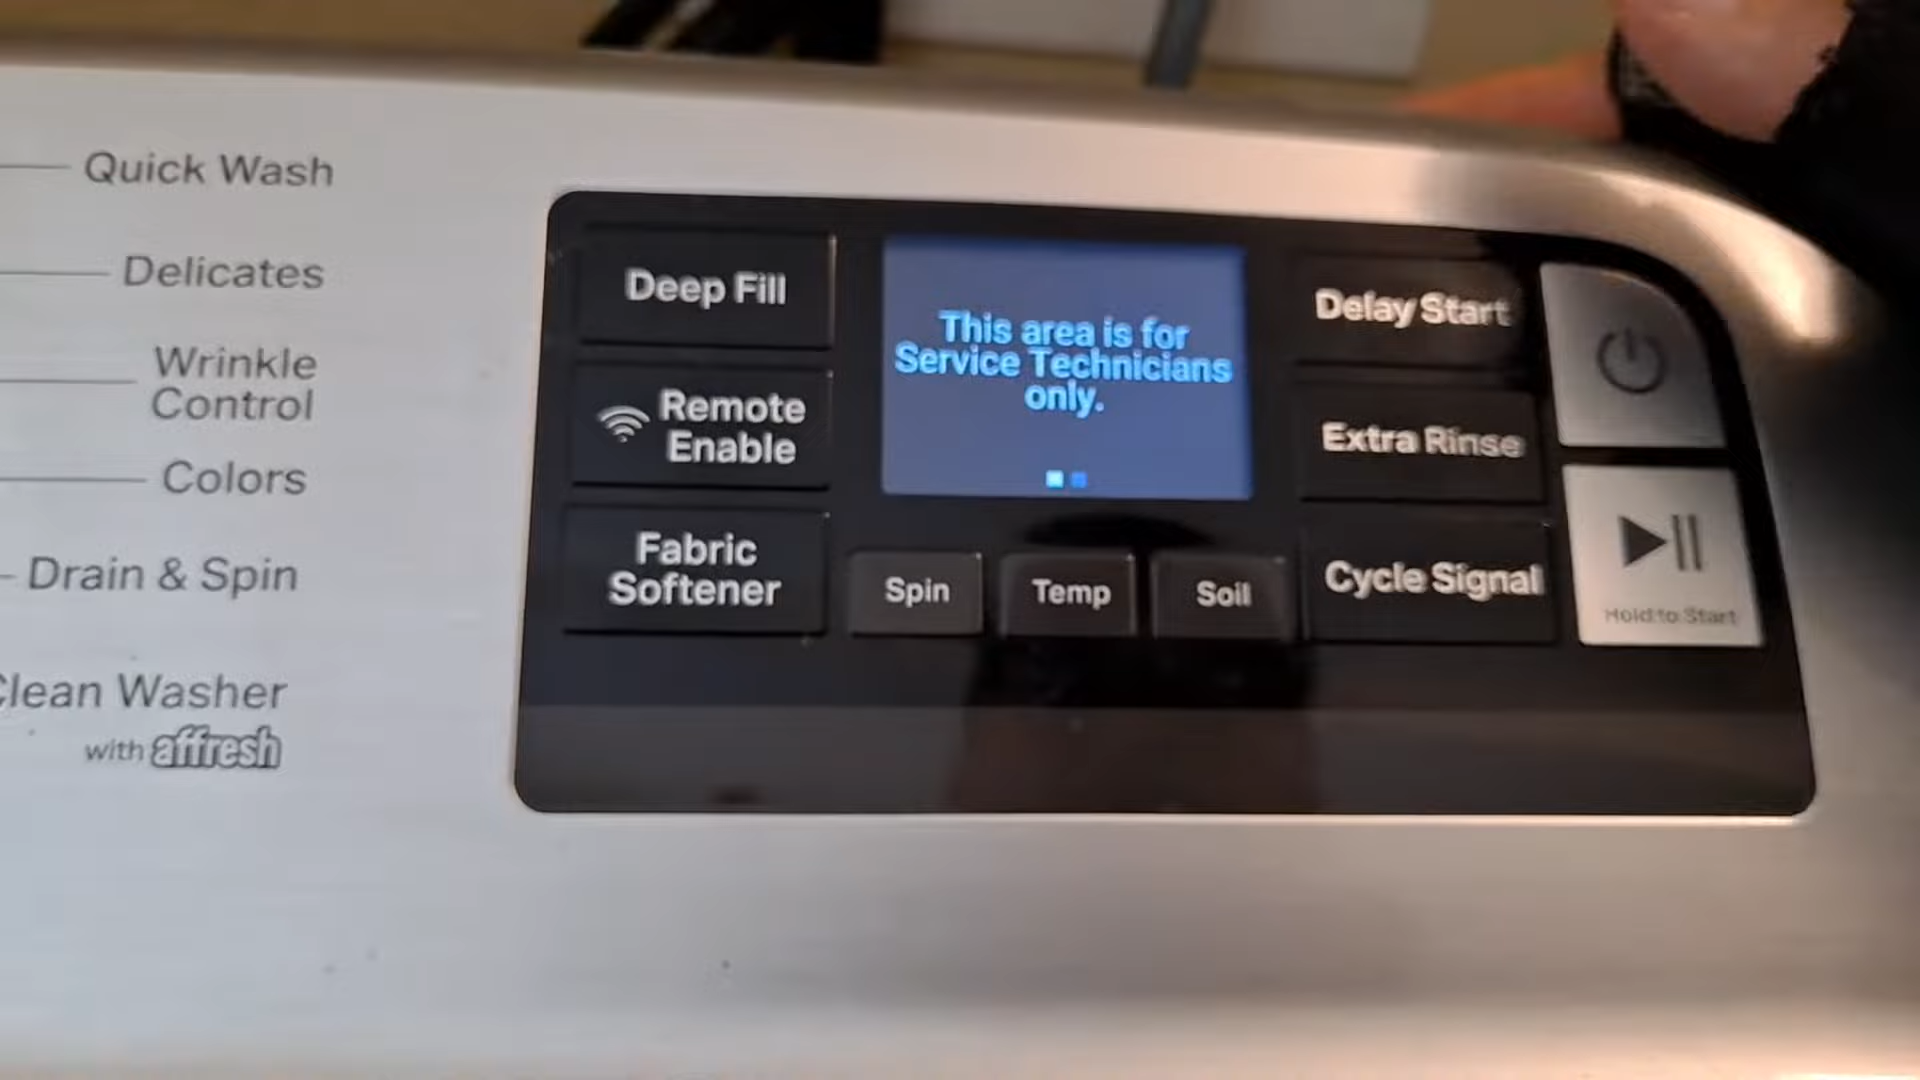 Quick Wash
Delicates
Wrinkle
Control
Colors
Drain & Spin
Clean Washer
with affresh
Deep Fill
Remote
Enable
Fabric
Softener
This area is for
Service Technicians
only.
Spin
Temp
Soil
Delay Start
Extra Rinse
Cycle Signal
Hold to Start